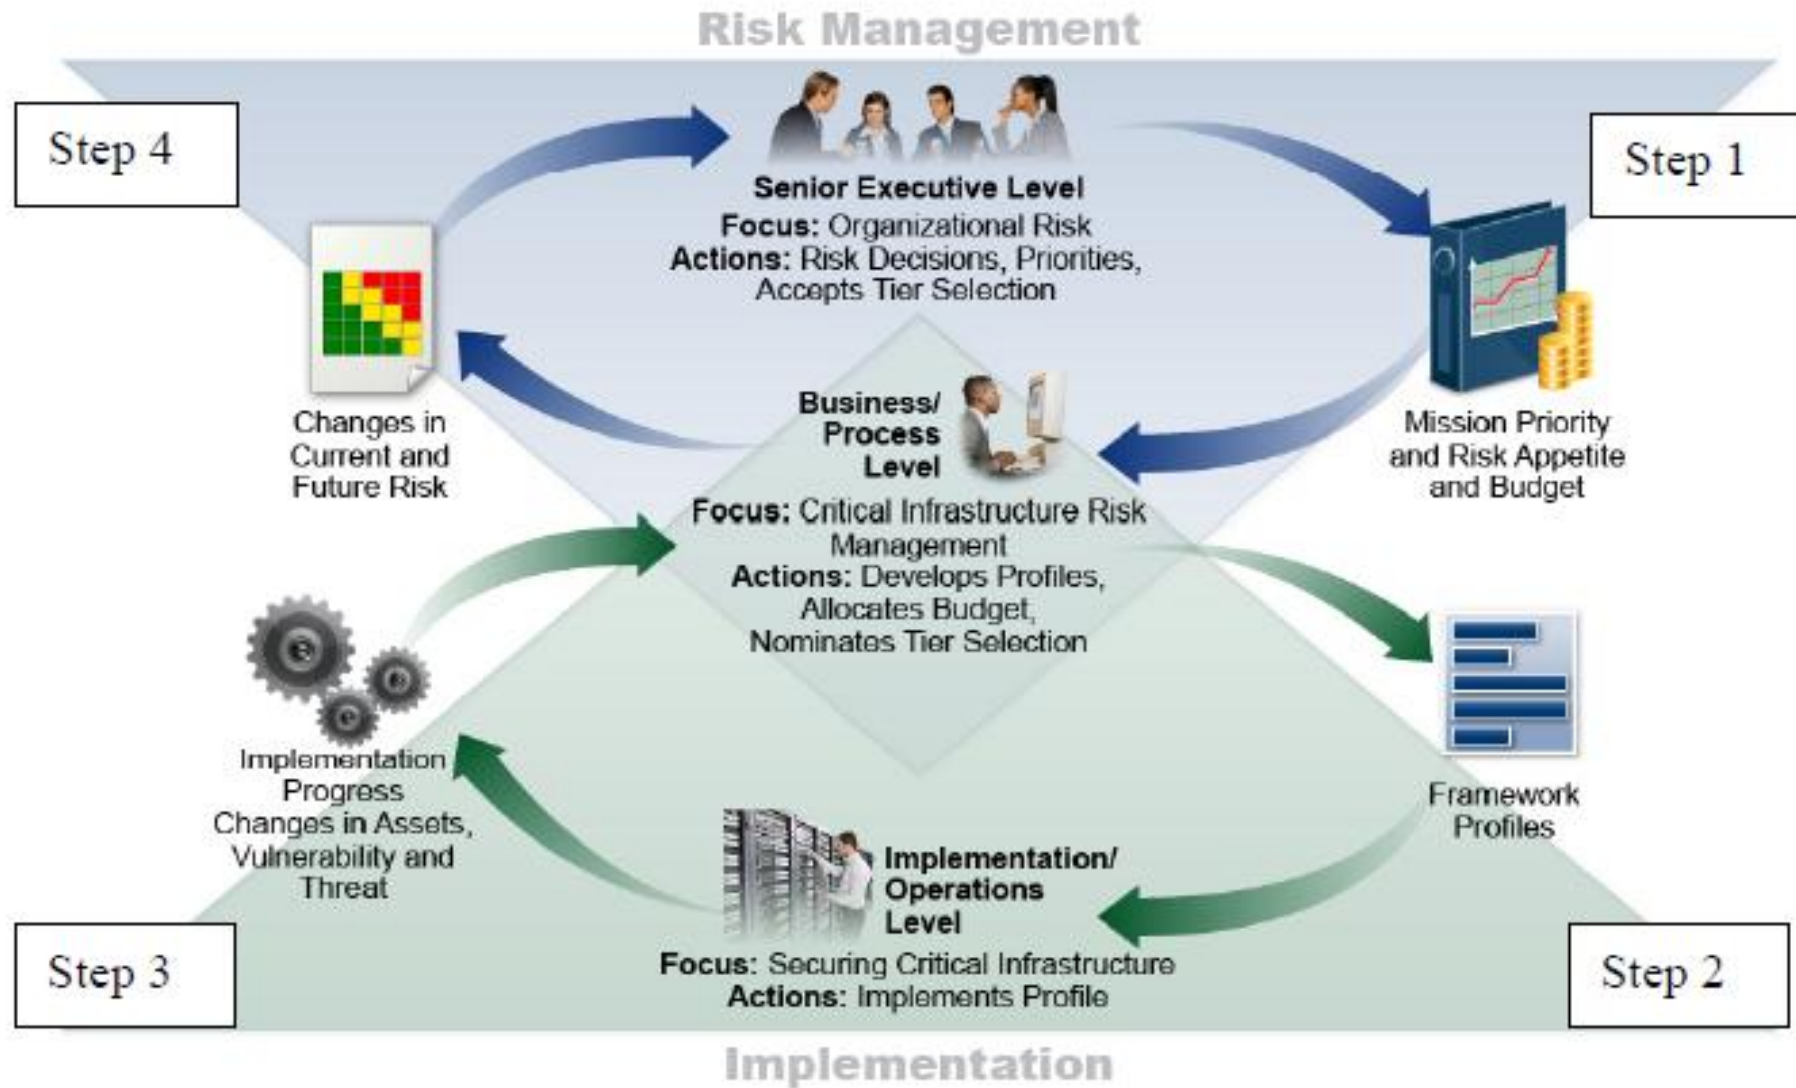 Risk Management
Step 4
Step 1
Senior Executive Level
Focus: Organizational Risk
Actions: Risk Decisions, Priorities,
Accepts Tier Selection
Changes in
Current and
Future Risk
Mission Priority
and Risk Appetite
and Budget
Business/
Process
Level
Focus: Critical Infrastructure Risk
Management
Actions: Develops Profiles,
Allocates Budget,
Nominates Tier Selection
Implementation
Progress
Changes in Assets,
Vulnerability and
Threat
Framework
Profiles
Implementation/
Operations
Level
Focus: Securing Critical Infrastructure
Actions: Implements Profile
Step 3
Step 2
Implementation